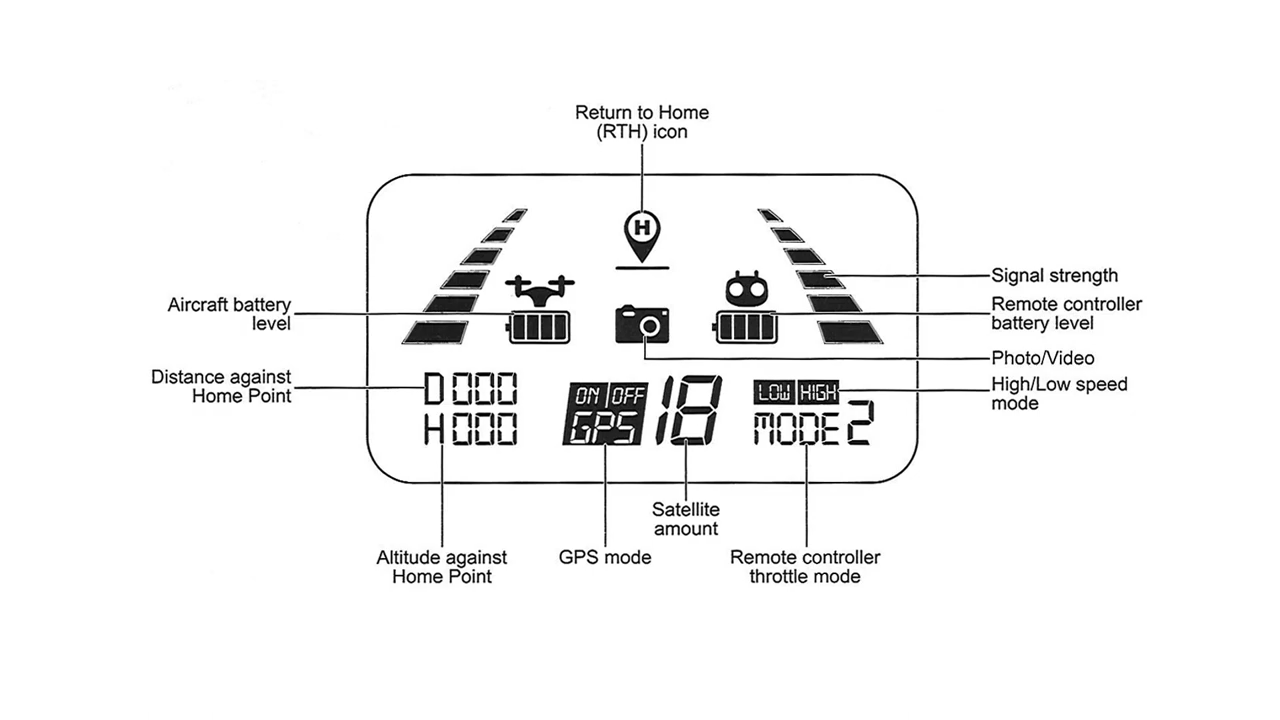 Return to Home
(RTH) icon
H
Signal strength
Aircraft battery
level
Remote controller
battery level
Photo/Video
Distance against
Home Point
D000
High/Low speed
mode
ON OFF
18
LOW HIGH
H000
GPS
MODE 2
Satellite
amount
Altitude against
Home Point
GPS mode
Remote controller
throttle mode